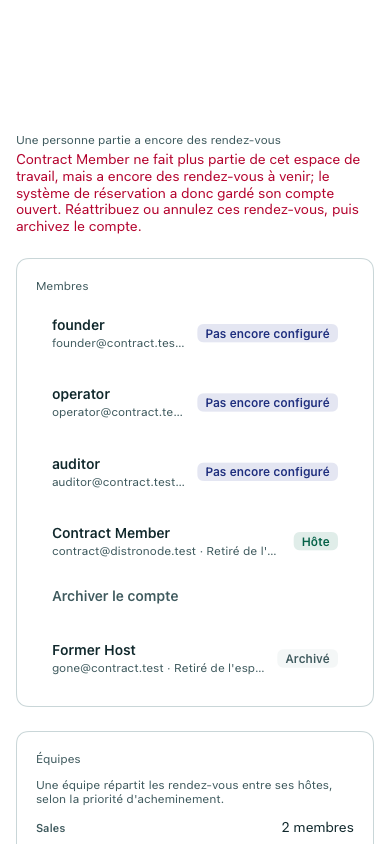 Une personne partie a encore des rendez-vous
Contract Member ne fait plus partie de cet espace de
travail, mais a encore des rendez-vous à venir; le
système de réservation a donc gardé son compte
ouvert. Réattribuez ou annulez ces rendez-vous, puis
archivez le compte.
Membres
founder
Pas encore configuré
founder@contract.tes...
operator
Pas encore configuré
operator@contract.te...
auditor
Pas encore configuré
auditor@contract.test...
Contract Member
Hôte
contract@distronode.test · Retiré de l'...
Archiver le compte
Former Host
Archivé
gone@contract.test · Retiré de l'esp...
Équipes
Une équipe répartit les rendez-vous entre ses hôtes,
selon la priorité d'acheminement.
Sales
2 membres